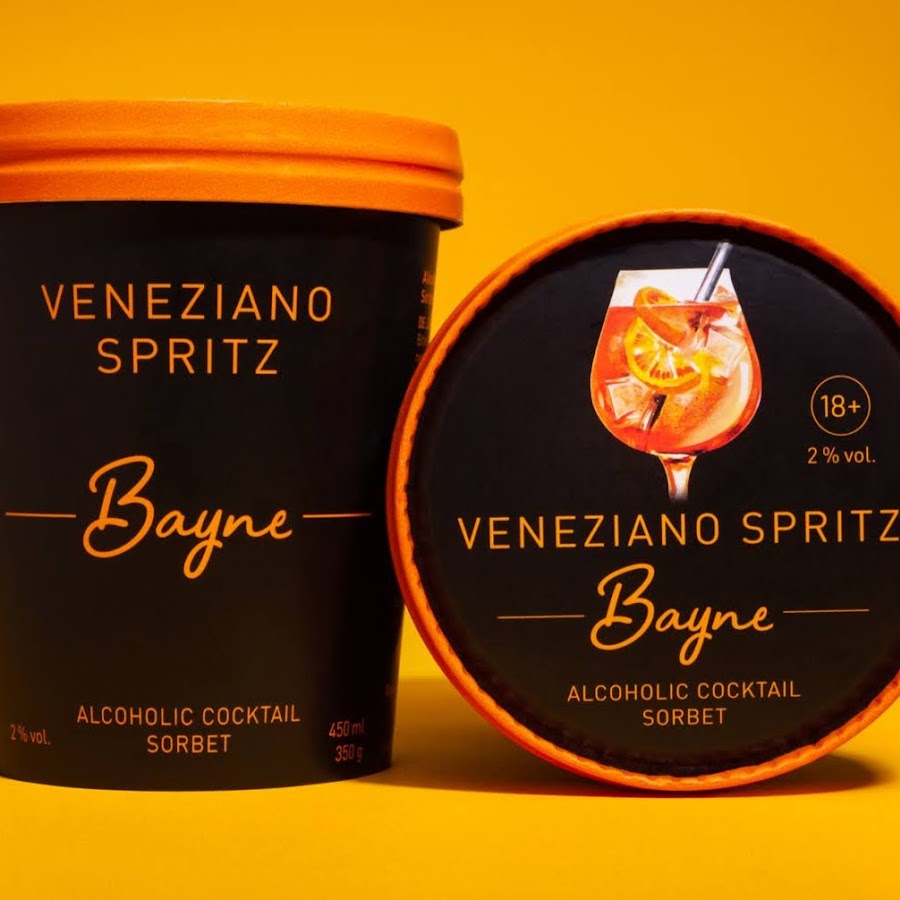 VENEZIANO
SPRITZ
Bayne
2 % vol.
ALCOHOLIC COCKTAIL
SORBET
450 ml
350 g
18+
2 % vol.
VENEZIANO SPRITZ
Bayne
ALCOHOLIC COCKTAIL
SORBET